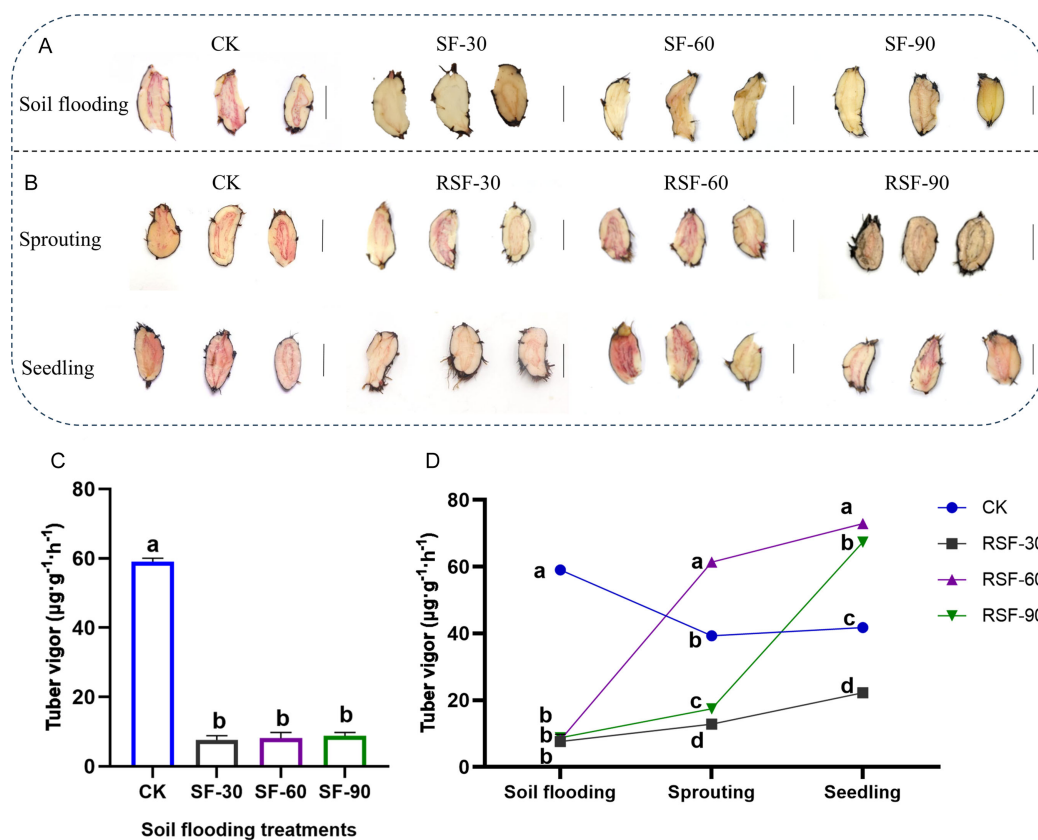 A
CK SF-30 SF-60 SF-90
Soil flooding
B
CK RSF-30 RSF-60 RSF-90
Sprouting
Seedling
C
Tuber vigor (μg·g⁻¹·h⁻¹)
80
60
40
20
0
a
b
b
b
CK SF-30 SF-60 SF-90
Soil flooding treatments
D
Tuber vigor (μg·g⁻¹·h⁻¹)
80
60
40
20
0
a
b
b
b
a
b
c
d
a
b
c
d
Soil flooding Sprouting Seedling
CK
RSF-30
RSF-60
RSF-90